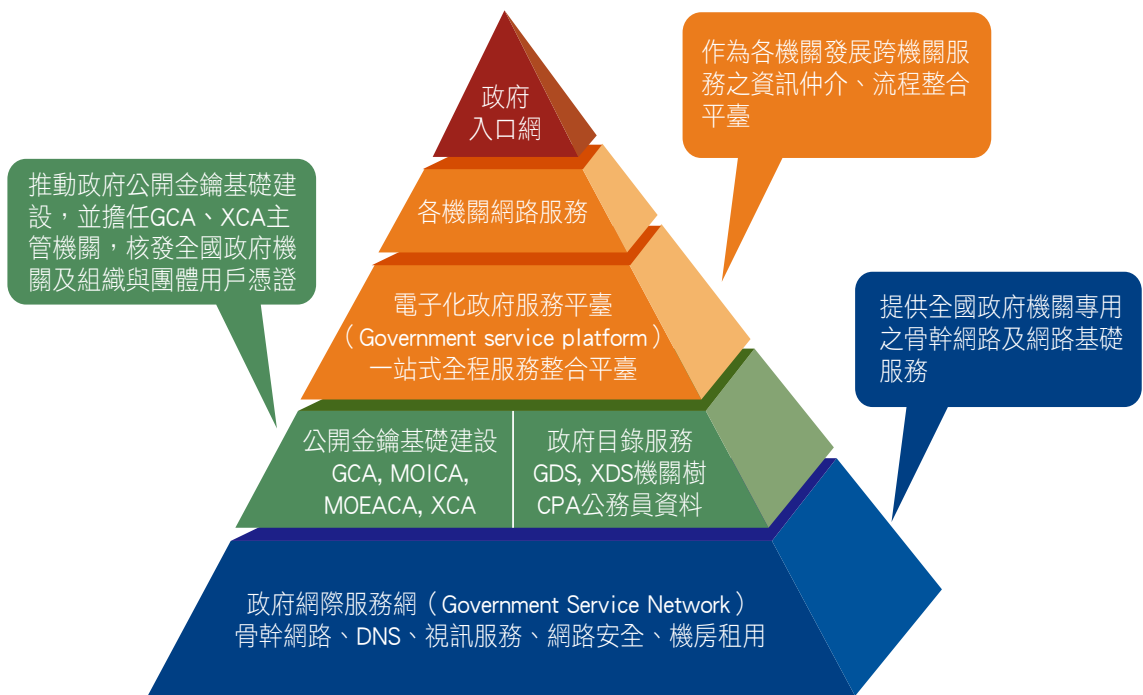 政府
入口網
作為各機關發展跨機關服
務之資訊仲介、流程整合
平臺
推動政府公開金鑰基礎建
設，並擔任GCA、XCA主
管機關，核發全國政府機
關及組織與團體用戶憑證
各機關網路服務
電子化政府服務平臺
（Government service platform）
一站式全程服務整合平臺
提供全國政府機關專用
之骨幹網路及網路基礎
服務
公開金鑰基礎建設
GCA, MOICA,
MOEACA, XCA
政府目錄服務
GDS, XDS機關樹
CPA公務員資料
政府網際服務網（Government Service Network）
骨幹網路、DNS、視訊服務、網路安全、機房租用